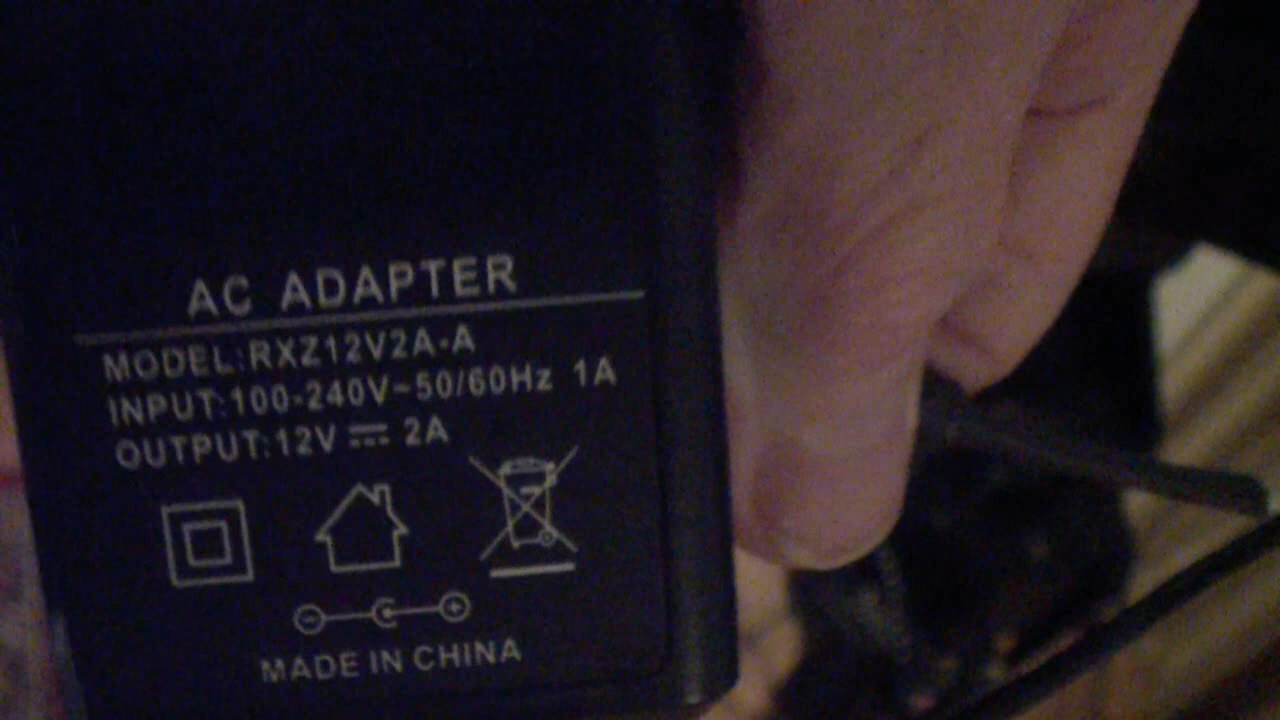 AC ADAPTER
MODEL:RXZ12V2A-A
INPUT:100-240V~50/60Hz 1A
OUTPUT:12V ⎓ 2A
MADE IN CHINA